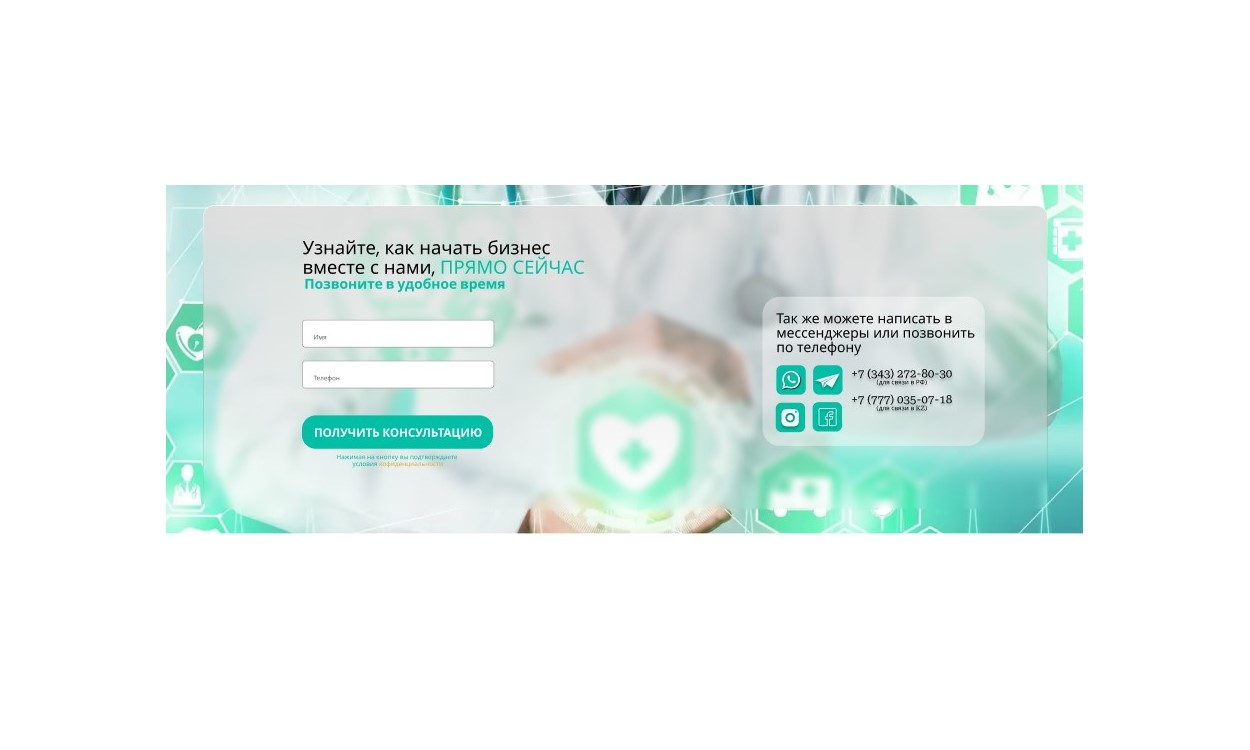 Узнайте, как начать бизнес
вместе с нами, ПРЯМО СЕЙЧАС
Позвоните в удобное время
Имя
Телефон
ПОЛУЧИТЬ КОНСУЛЬТАЦИЮ
Нажимая на кнопку вы подтверждаете
условия кофиденциальности
Так же можете написать в
мессенджеры или позвонить
по телефону
+7 (343) 272-80-30
(для связи в РФ)
+7 (777) 035-07-18
(для связи в KZ)